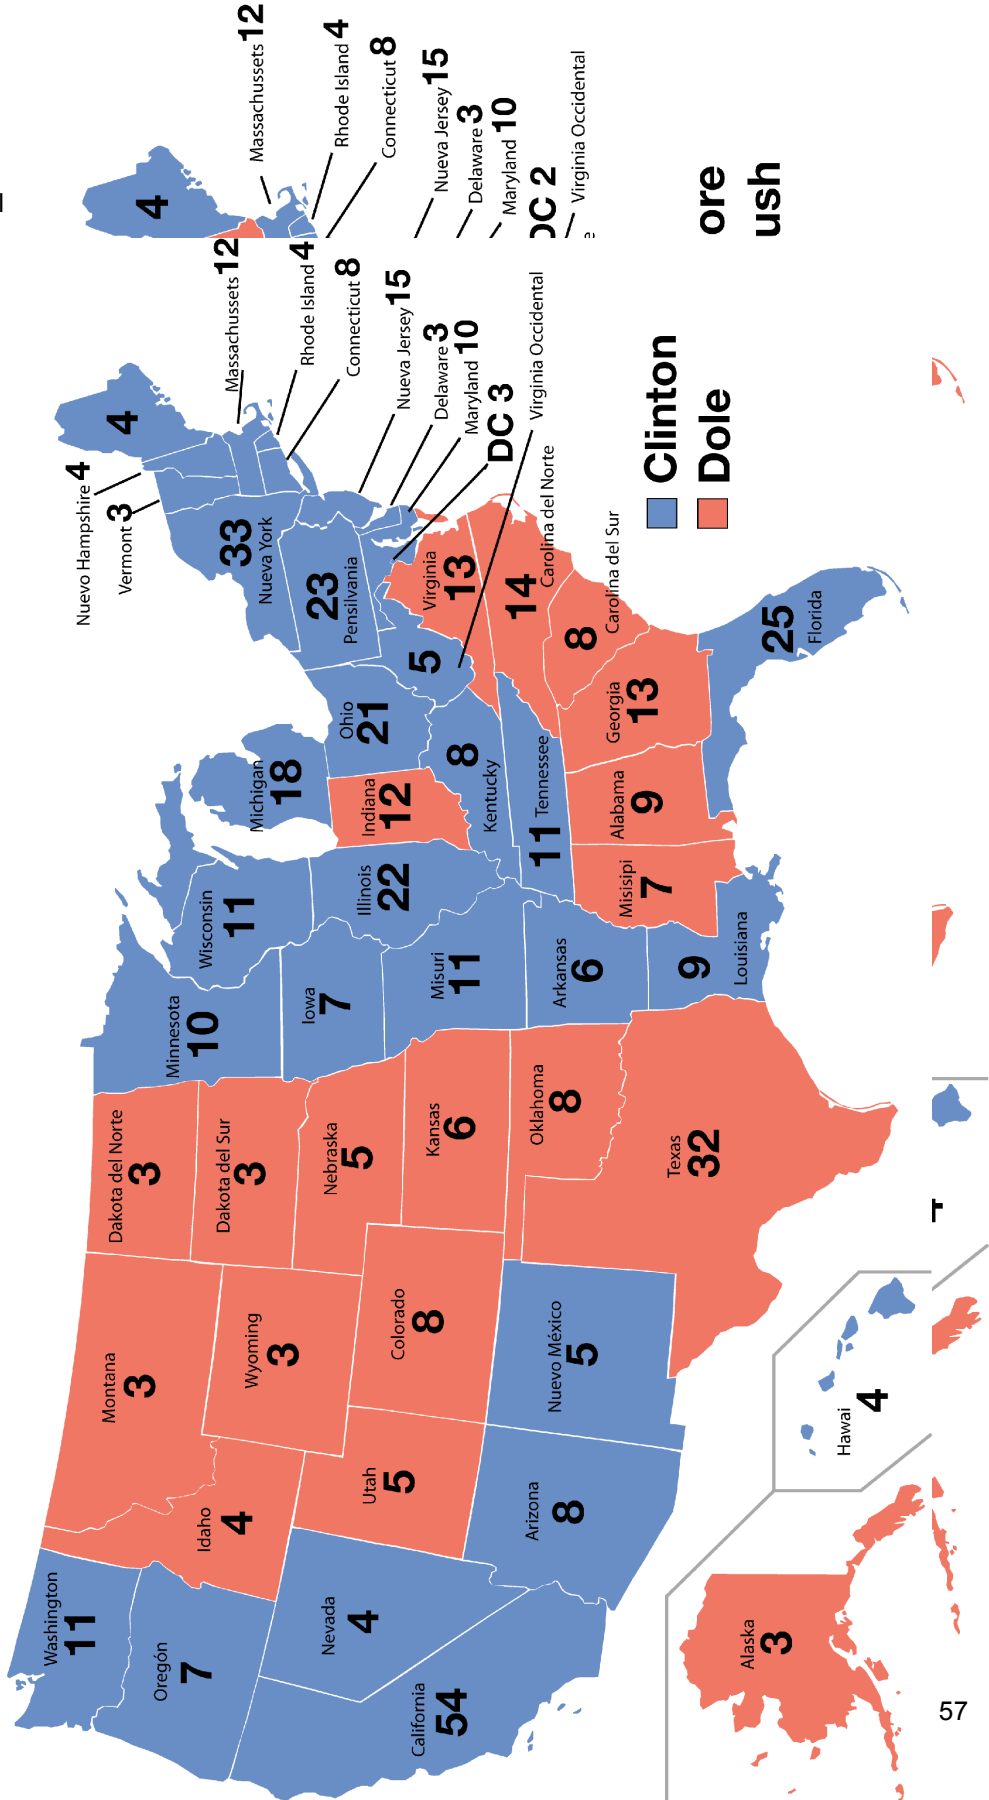 Washington
11
Oregón
7
California
54
Nevada
4
Idaho
4
Montana
3
Wyoming
3
Utah
5
Arizona
8
Colorado
8
Nuevo México
5
Dakota del Norte
3
Dakota del Sur
3
Nebraska
5
Kansas
6
Oklahoma
8
Texas
32
Minnesota
10
Iowa
7
Misuri
11
Arkansas
6
9
Louisiana
Wisconsin
11
Illinois
22
Michigan
18
Indiana
12
Ohio
21
8
Kentucky
Tennessee
11
Misisipi
7
Alabama
9
Georgia
13
25
Florida
8
Carolina del Sur
14
Carolina del Norte
Virginia
13
5
Virginia Occidental
23
Pensilvania
33
Nueva York
Vermont 3
Nuevo Hampshire 4
4
Massachussets 12
Rhode Island 4
Connecticut 8
Nueva Jersey 15
Delaware 3
Maryland 10
DC 3
Alaska
3
Hawai
4
Clinton
Dole
4
Massachussets 12
Rhode Island 4
Connecticut 8
Nueva Jersey 15
Delaware 3
Maryland 10
DC 2
Virginia Occidental
ore
ush
57